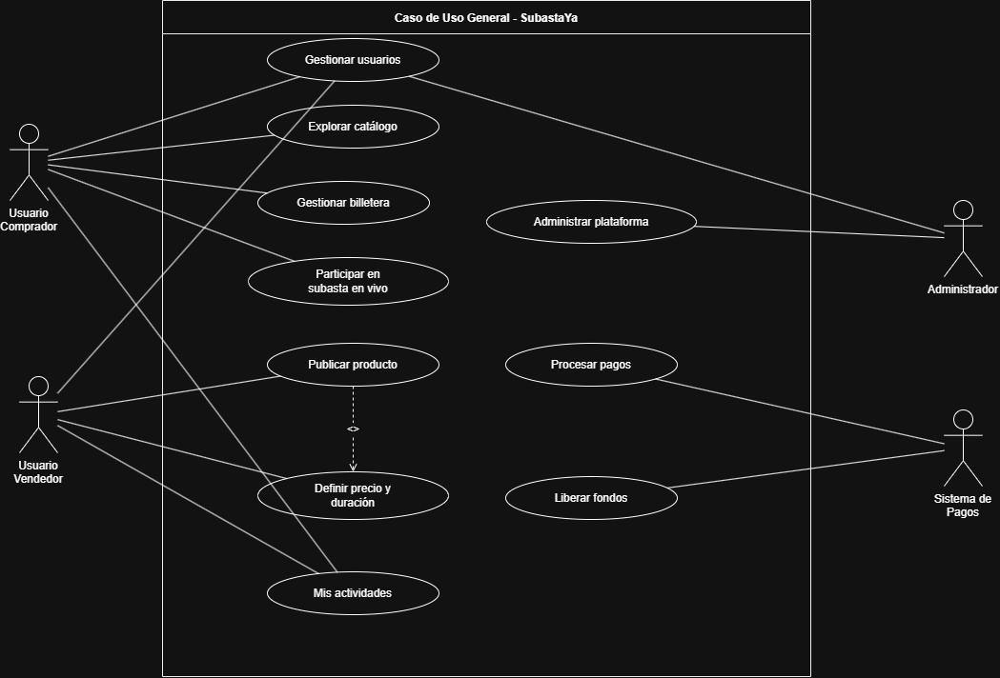 Caso de Uso General - SubastaYa
Gestionar usuarios
Explorar catálogo
Usuario
Comprador
Gestionar billetera
Administrar plataforma
Participar en
subasta en vivo
Administrador
Publicar producto
Procesar pagos
<>
Usuario
Vendedor
Definir precio y
duración
Liberar fondos
Sistema de
Pagos
Mis actividades